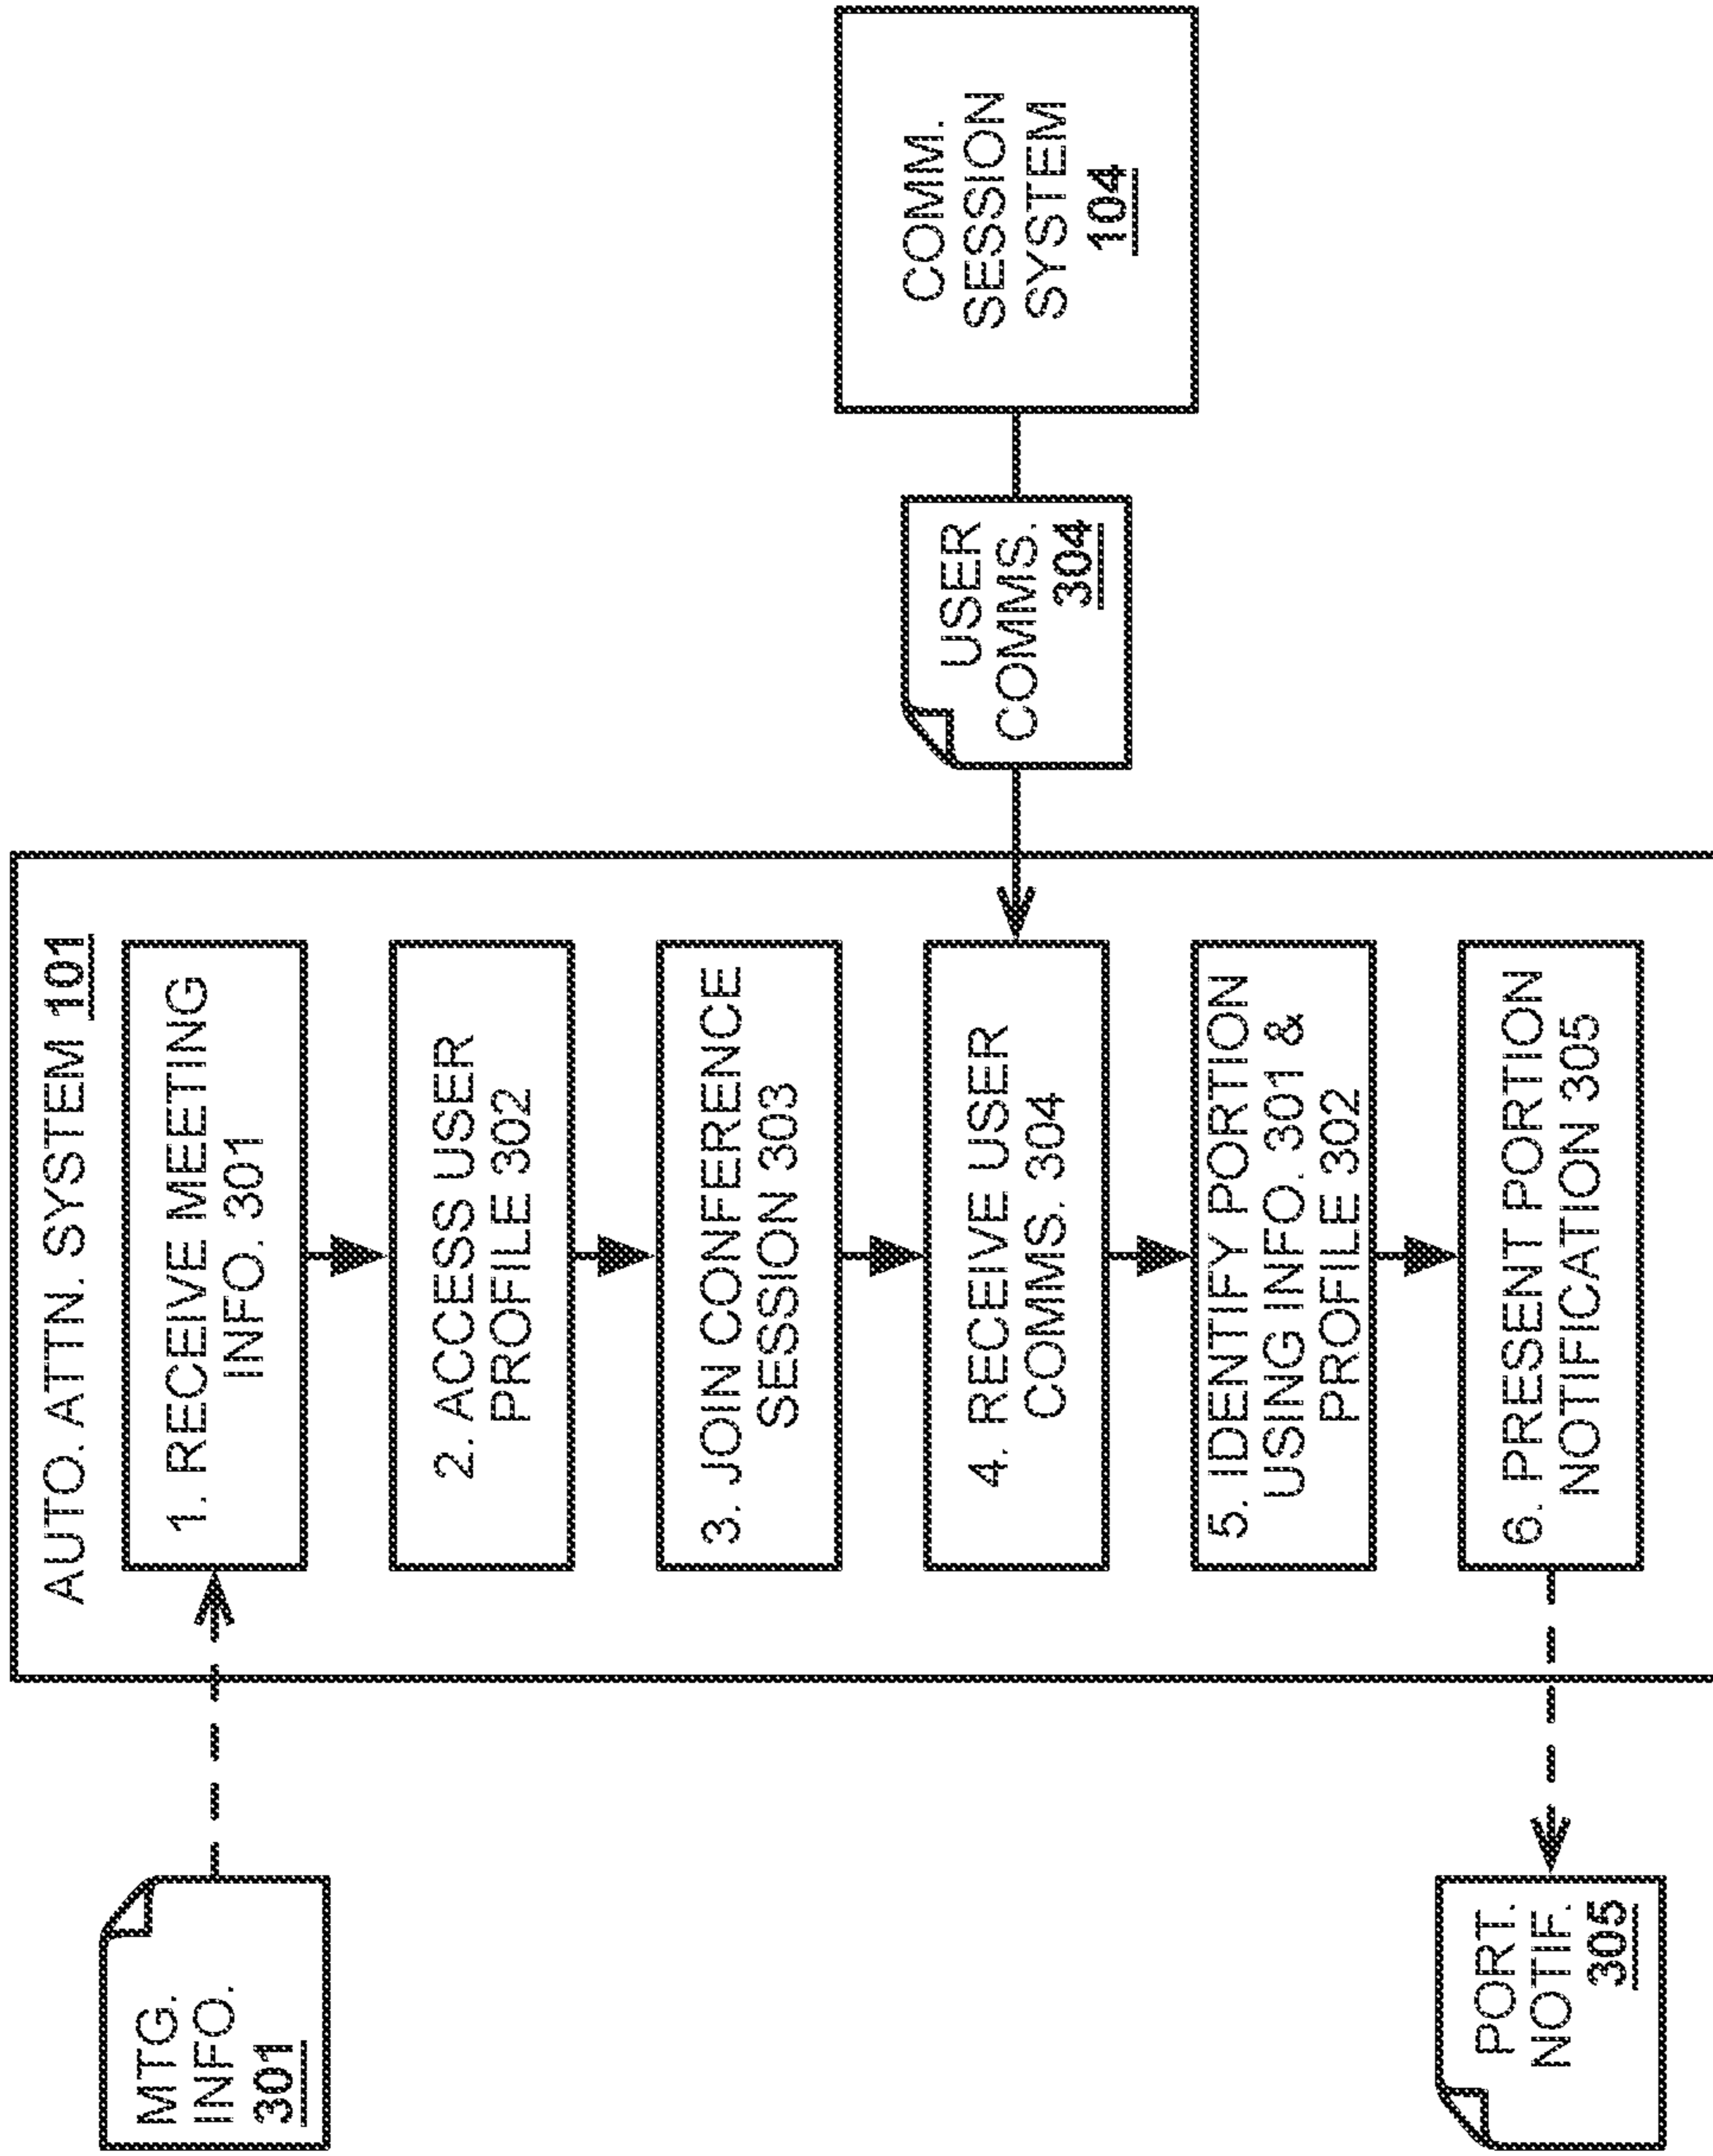 MTG.
INFO.
301
AUTO. ATTN. SYSTEM 101
1. RECEIVE MEETING
INFO. 301
2. ACCESS USER
PROFILE 302
3. JOIN CONFERENCE
SESSION 303
4. RECEIVE USER
COMMS. 304
5. IDENTIFY PORTION
USING INFO. 301 &
PROFILE 302
6. PRESENT PORTION
NOTIFICATION 305
PORT.
NOTIF.
305
USER
COMMS.
304
COMM.
SESSION
SYSTEM
104